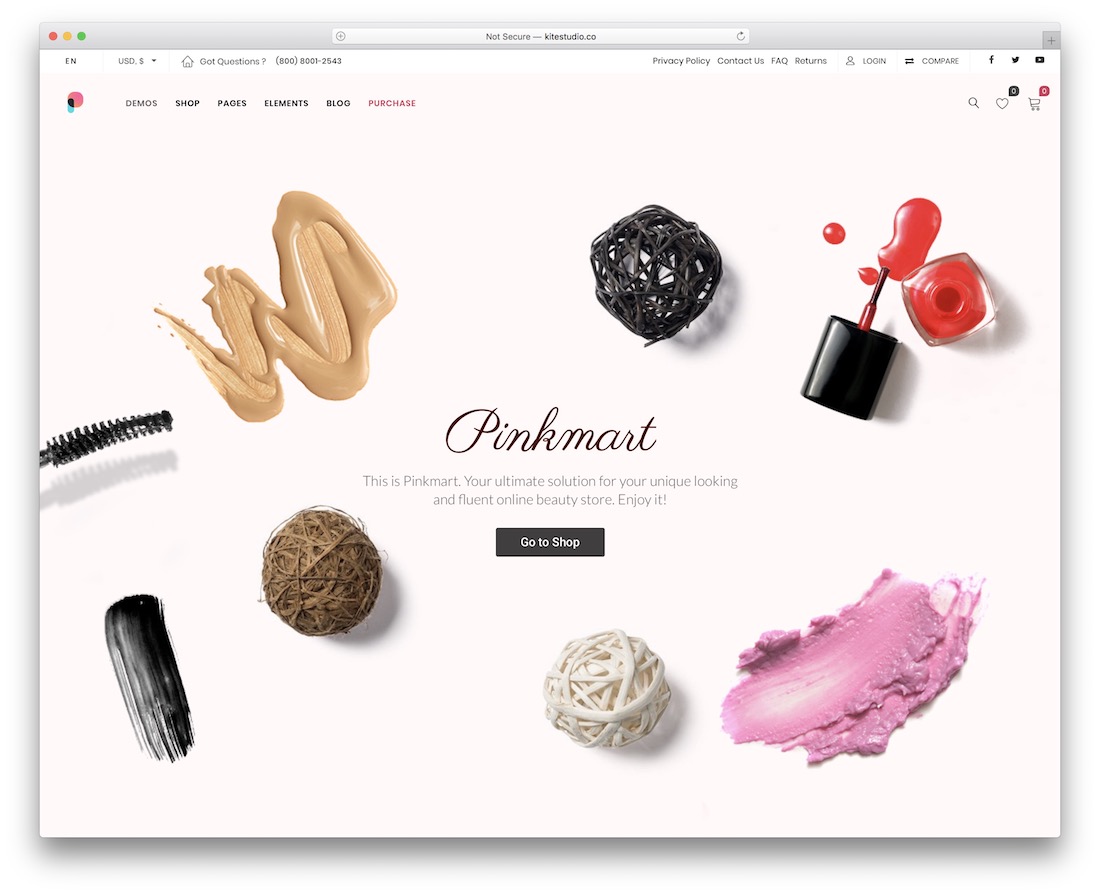 Not Secure — kitestudio.co
EN USD, $ Got Questions ? (800) 8001-2543 Privacy Policy Contact Us FAQ Returns LOGIN COMPARE
0 0
DEMOS SHOP PAGES ELEMENTS BLOG PURCHASE
Pinkmart
This is Pinkmart. Your ultimate solution for your unique looking
and fluent online beauty store. Enjoy it!
Go to Shop